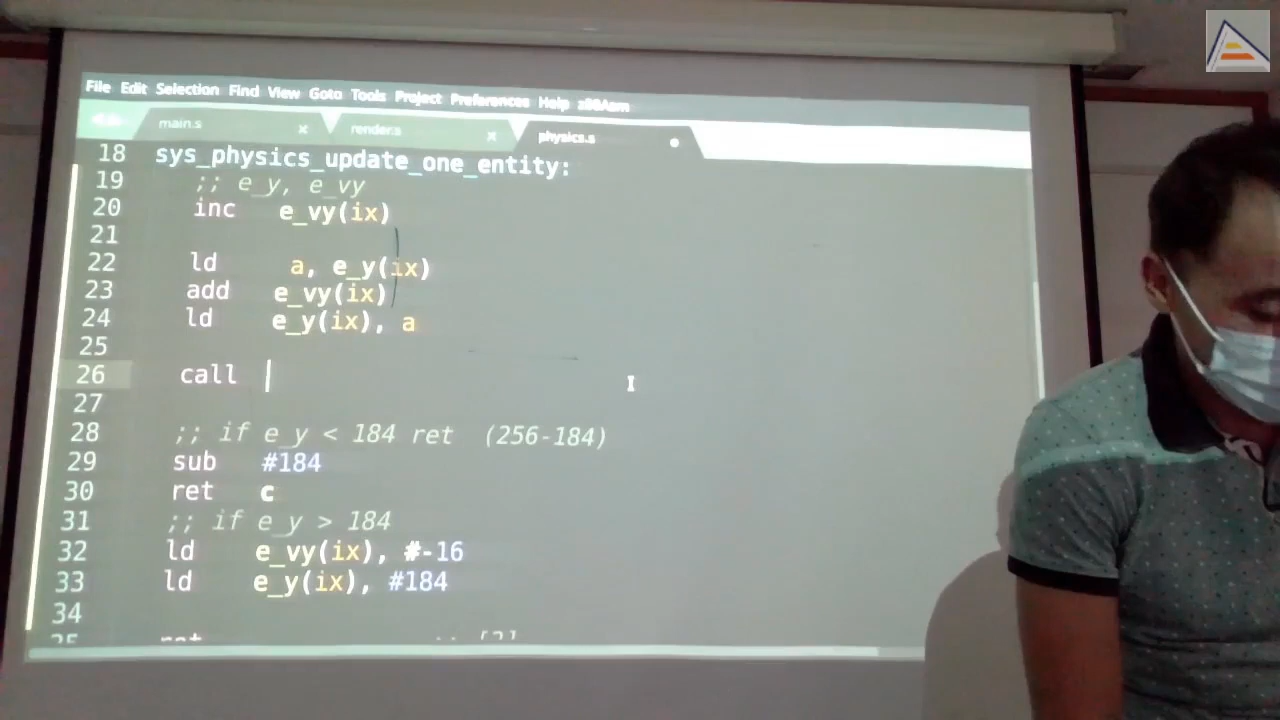 File Edit Selection Find View Goto Tools Project Preferences Help z80Asm
main.s x render.s x physics.s
18 sys_physics_update_one_entity:
19 ;; e_y, e_vy
20 inc e_vy(ix)
21
22 ld a, e_y(ix)
23 add e_vy(ix)
24 ld e_y(ix), a
25
26 call
27
28 ;; if e_y < 184 ret (256-184)
29 sub #184
30 ret c
31 ;; if e_y > 184
32 ld e_vy(ix), #-16
33 ld e_y(ix), #184
34